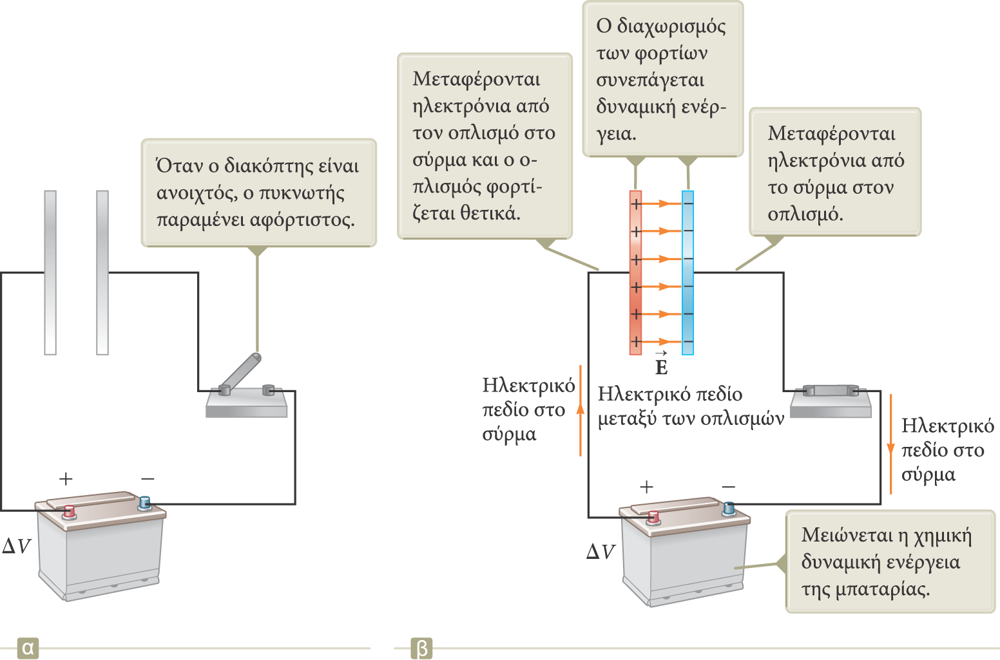 Όταν ο διακόπτης είναι
ανοιχτός, ο πυκνωτής
παραμένει αφόρτιστος.
+ −
ΔV
α
Μεταφέρονται
ηλεκτρόνια από
τον οπλισμό στο
σύρμα και ο ο-
πλισμός φορτί-
ζεται θετικά.
Ο διαχωρισμός
των φορτίων
συνεπάγεται
δυναμική ενέρ-
γεια.
Μεταφέρονται
ηλεκτρόνια από
το σύρμα στον
οπλισμό.
+ −
+ −
+ −
+ −
+ −
+ −
E⃗
Ηλεκτρικό
πεδίο στο
σύρμα
Ηλεκτρικό πεδίο
μεταξύ των οπλισμών
Ηλεκτρικό
πεδίο στο
σύρμα
+ −
ΔV
Μειώνεται η χημική
δυναμική ενέργεια
της μπαταρίας.
β